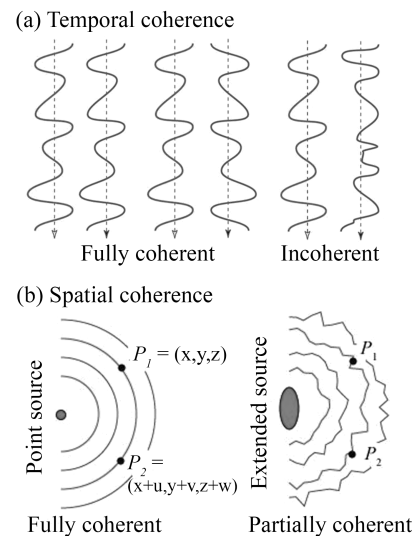 (a) Temporal coherence
Fully coherent
Incoherent
(b) Spatial coherence
Point source
P1 = (x,y,z)
P2 =
(x+u,y+v,z+w)
Fully coherent
Extended source
P1
P2
Partially coherent